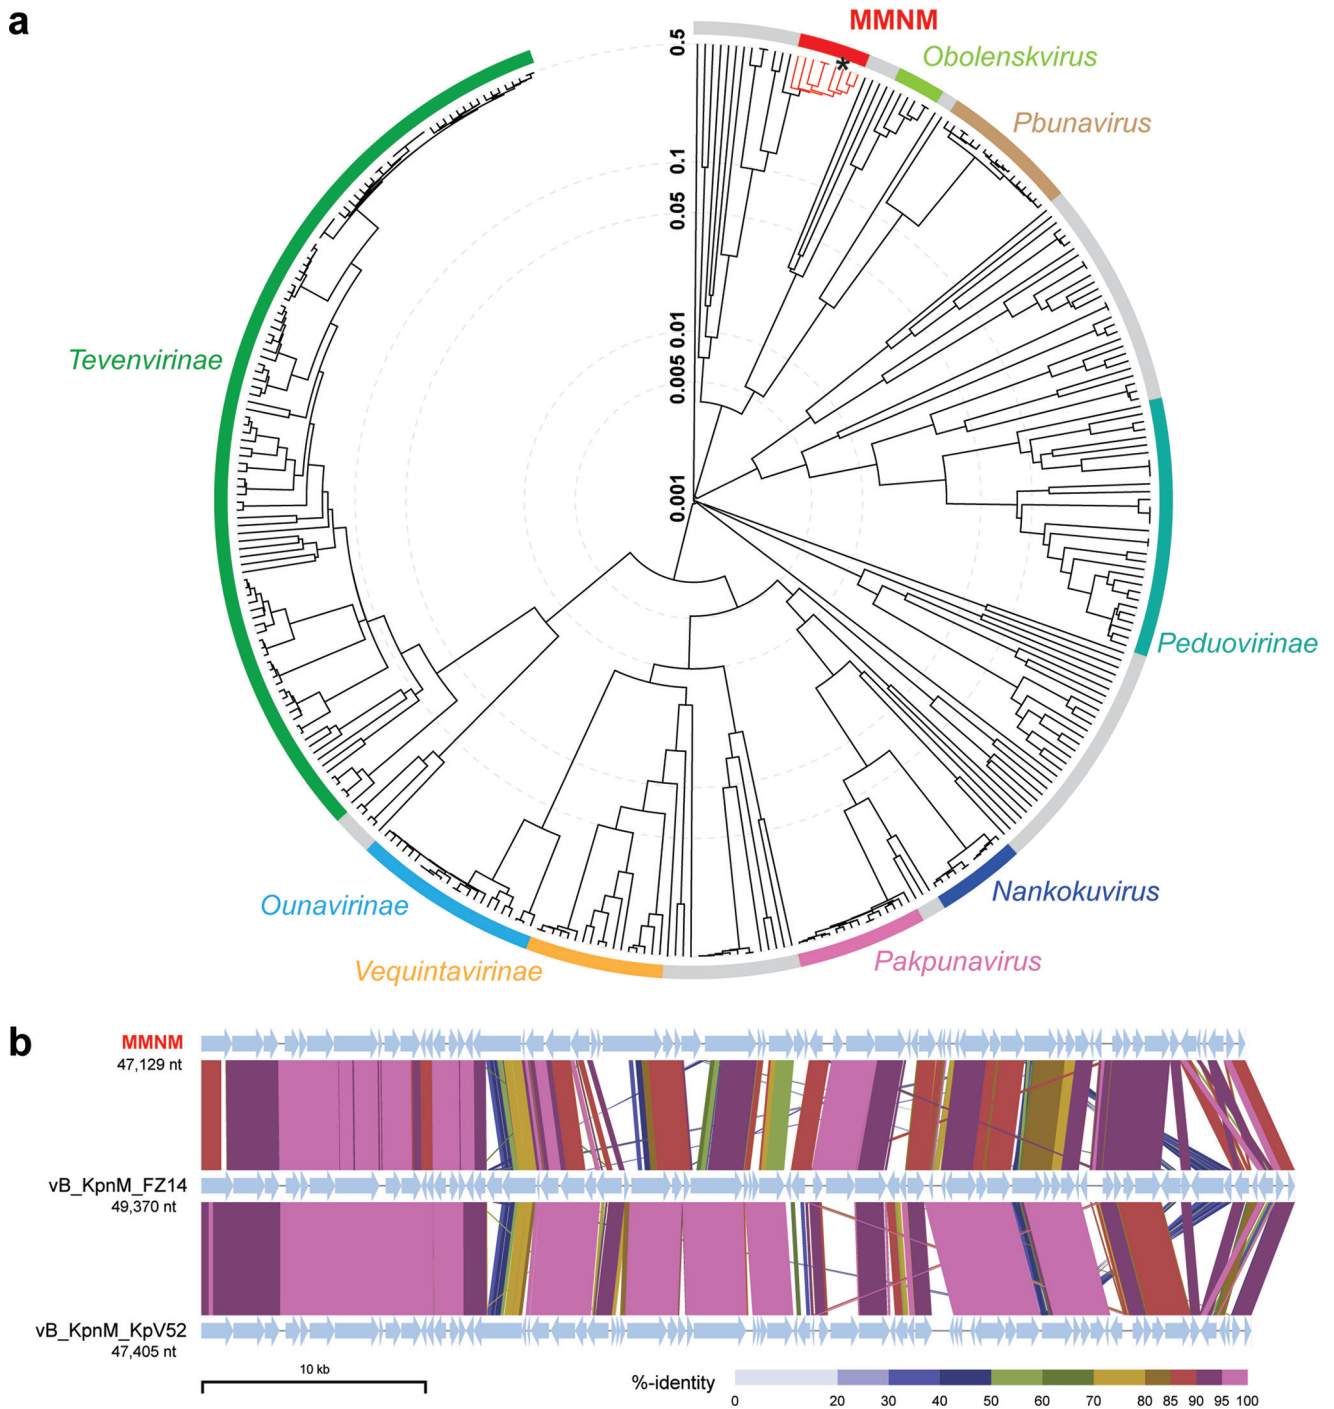 a
MMNM
Obolenskvirus
Pbunavirus
*
0.5
0.1
0.05
0.01
0.005
0.001
Tevenvirinae
Peduovirinae
Nankokuvirus
Pakpunavirus
Ounavirinae
Vequintavirinae
b
MMNM
47,129 nt
vB_KpnM_FZ14
49,370 nt
vB_KpnM_KpV52
47,405 nt
10 kb
%-identity
0 20 30 40 50 60 70 80 85 90 95 100